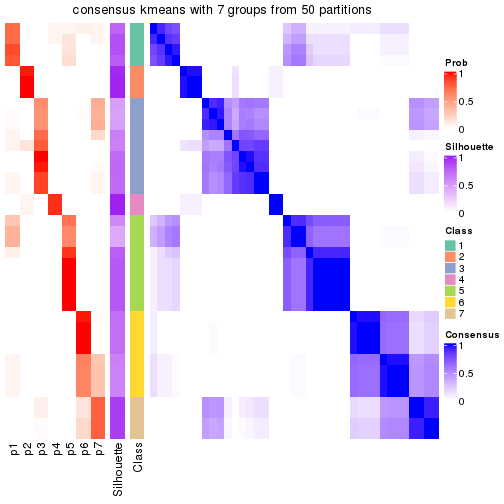 consensus kmeans with 7 groups from 50 partitions
Prob
1
0.5
0
Silhouette
1
0.5
0
Class
1
2
3
4
5
6
7
Consensus
1
0.5
0
p1
p2
p3
p4
p5
p6
p7
Silhouette
Class